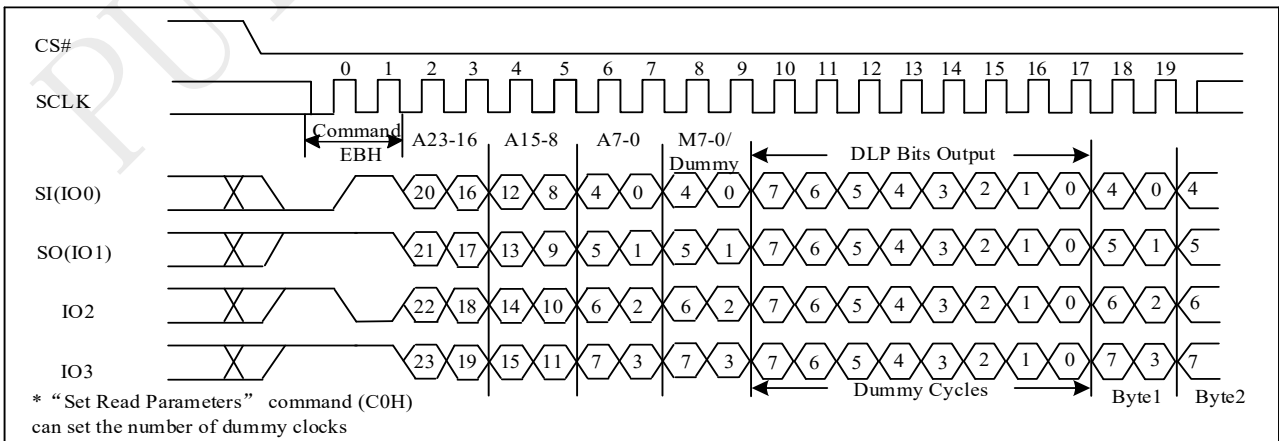 PU
CS#
0 1 2 3 4 5 6 7 8 9 10 11 12 13 14 15 16 17 18 19
SCLK
Command A23-16 A15-8 A7-0 M7-0/
EBH Dummy DLP Bits Output
SI(IO0) 20 16 12 8 4 0 4 0 7 6 5 4 3 2 1 0 4 0 4
SO(IO1) 21 17 13 9 5 1 5 1 7 6 5 4 3 2 1 0 5 1 5
IO2 22 18 14 10 6 2 6 2 7 6 5 4 3 2 1 0 6 2 6
IO3 23 19 15 11 7 3 7 3 7 6 5 4 3 2 1 0 7 3 7
Dummy Cycles Byte1 Byte2
* “Set Read Parameters” command (C0H)
can set the number of dummy clocks